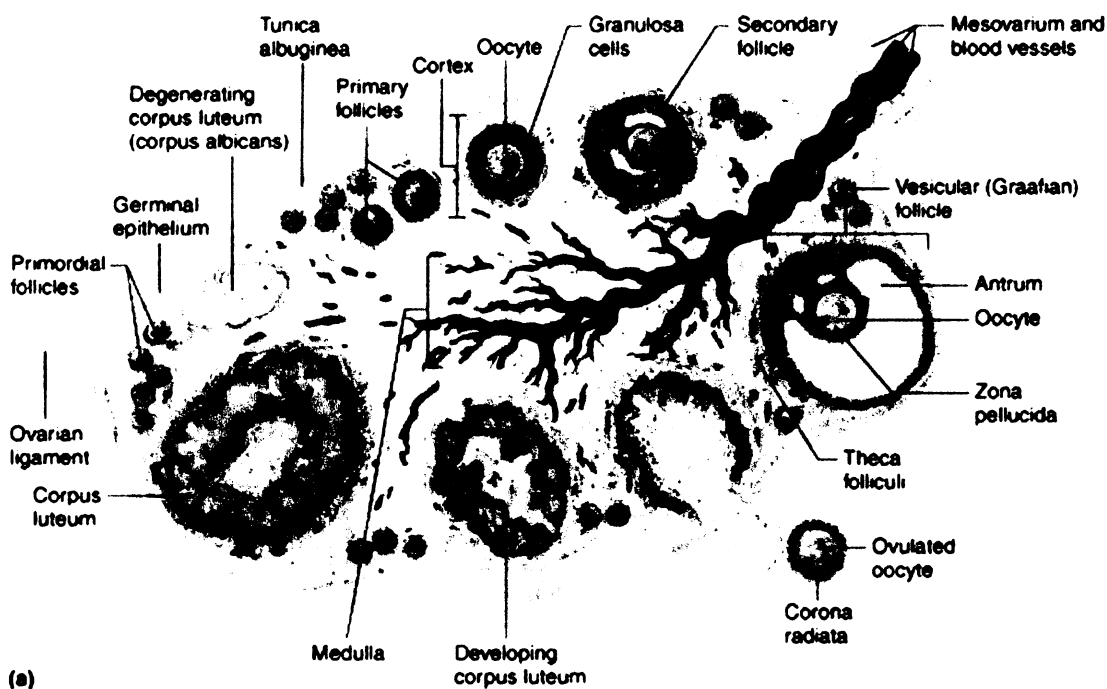 Tunica
albuginea
Degenerating
corpus luteum
(corpus albicans)
Germinal
epithelium
Primordial
follicles
Ovarian
ligament
Corpus
luteum
Primary
follicles
Cortex
Oocyte
Granulosa
cells
Secondary
follicle
Mesovarium and
blood vessels
Vesicular (Graafian)
follicle
Antrum
Oocyte
Zona
pellucida
Theca
folliculi
Ovulated
oocyte
Corona
radiata
Medulla
Developing
corpus luteum
(a)